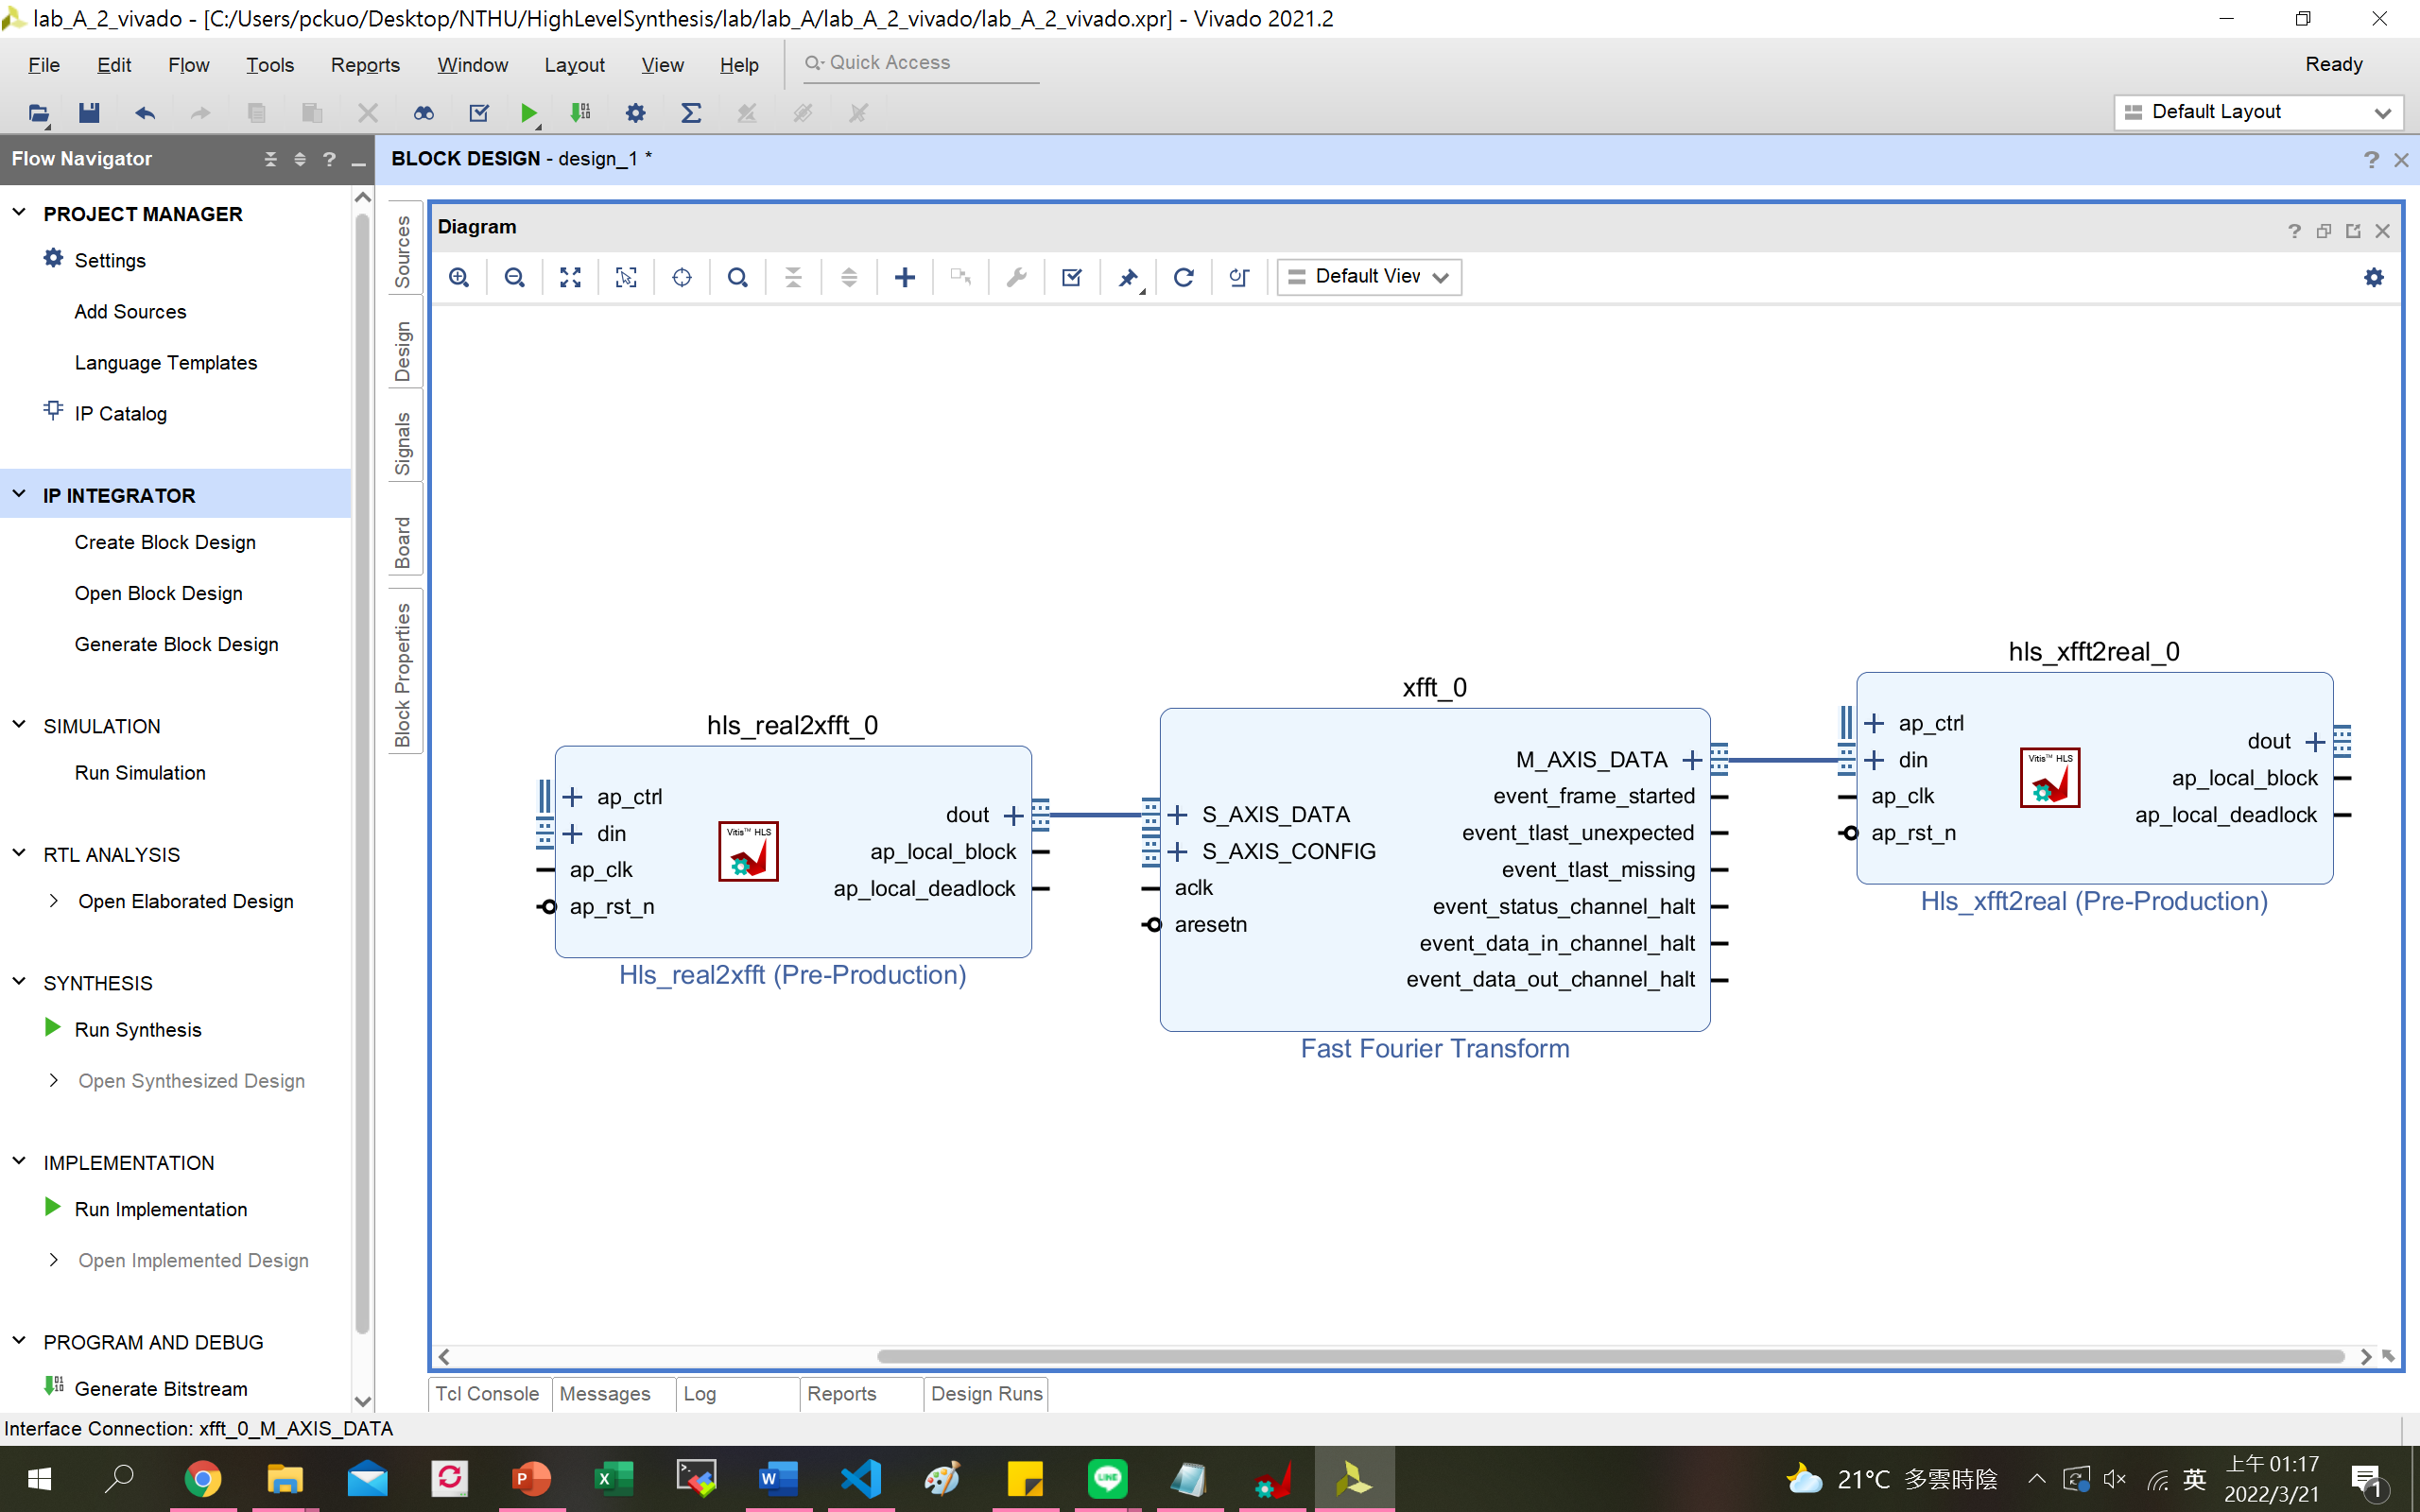 lab_A_2_vivado - [C:/Users/pckuo/Desktop/NTHU/HighLevelSynthesis/lab/lab_A/lab_A_2_vivado/lab_A_2_vivado.xpr] - Vivado 2021.2
File Edit Flow Tools Reports Window Layout View Help Quick Access Ready
Default Layout
Flow Navigator
BLOCK DESIGN - design_1 *
PROJECT MANAGER
Settings
Add Sources
Language Templates
IP Catalog
IP INTEGRATOR
Create Block Design
Open Block Design
Generate Block Design
SIMULATION
Run Simulation
RTL ANALYSIS
Open Elaborated Design
SYNTHESIS
Run Synthesis
Open Synthesized Design
IMPLEMENTATION
Run Implementation
Open Implemented Design
PROGRAM AND DEBUG
Generate Bitstream
Sources
Design
Signals
Board
Block Properties
Diagram
Default View
hls_real2xfft_0
ap_ctrl
din
ap_clk
ap_rst_n
Vitis™ HLS
dout
ap_local_block
ap_local_deadlock
Hls_real2xfft (Pre-Production)
xfft_0
S_AXIS_DATA
S_AXIS_CONFIG
aclk
aresetn
M_AXIS_DATA
event_frame_started
event_tlast_unexpected
event_tlast_missing
event_status_channel_halt
event_data_in_channel_halt
event_data_out_channel_halt
Fast Fourier Transform
hls_xfft2real_0
ap_ctrl
din
ap_clk
ap_rst_n
Vitis™ HLS
dout
ap_local_block
ap_local_deadlock
Hls_xfft2real (Pre-Production)
Tcl Console Messages Log Reports Design Runs
Interface Connection: xfft_0_M_AXIS_DATA
21°C 多雲時陰 英 上午 01:17
2022/3/21